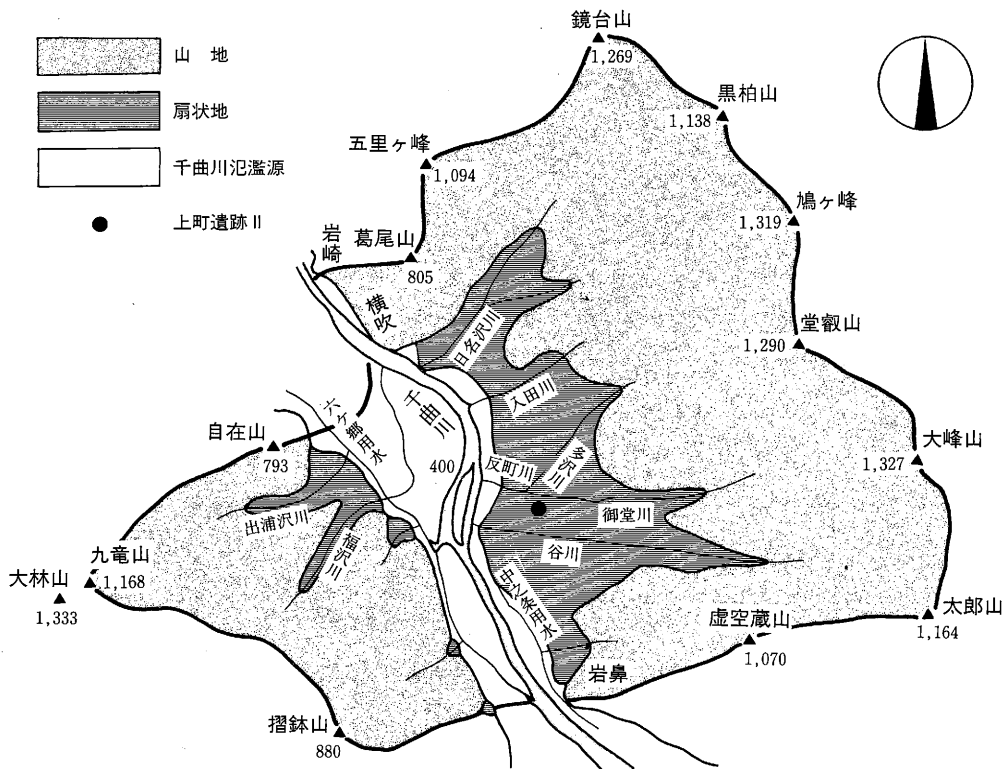 山 地
扇状地
千曲川氾濫源
上町遺跡Ⅱ
鏡台山
1,269
黒柏山
1,138
五里ヶ峰
1,094
鳩ヶ峰
1,319
岩崎
葛尾山
805
横吹
堂叡山
1,290
日名沢川
入田川
千曲川
六ヶ郷用水
自在山
793
400
反町川
多沢川
大峰山
1,327
御堂川
出浦沢川
福沢川
谷川
中之条用水
九竜山
1,168
大林山
1,333
虚空蔵山
1,070
太郎山
1,164
岩鼻
摺鉢山
880